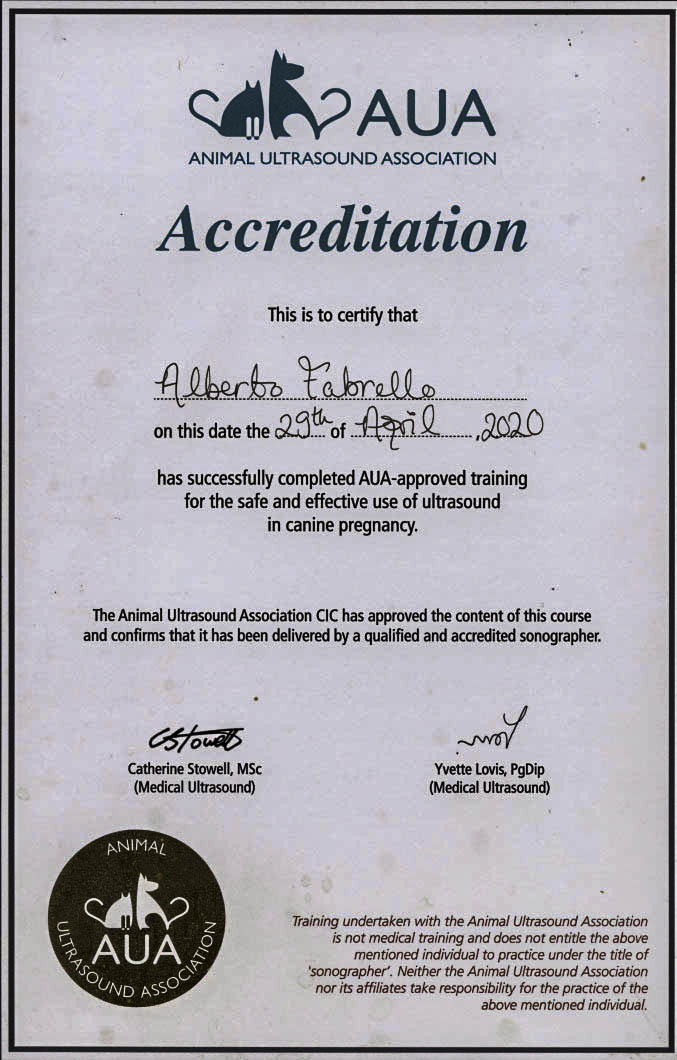 AUA
ANIMAL ULTRASOUND ASSOCIATION
Accreditation
This is to certify that
Alberto Fabrello
on this date the 29th of April, 2020
has successfully completed AUA-approved training
for the safe and effective use of ultrasound
in canine pregnancy.
The Animal Ultrasound Association CIC has approved the content of this course
and confirms that it has been delivered by a qualified and accredited sonographer.
CStowell
Catherine Stowell, MSc
(Medical Ultrasound)
Yvette Lovis, PgDip
(Medical Ultrasound)
ANIMAL
AUA
ULTRASOUND ASSOCIATION
Training undertaken with the Animal Ultrasound Association
is not medical training and does not entitle the above
mentioned individual to practice under the title of
'sonographer'. Neither the Animal Ultrasound Association
nor its affiliates take responsibility for the practice of the
above mentioned individual.